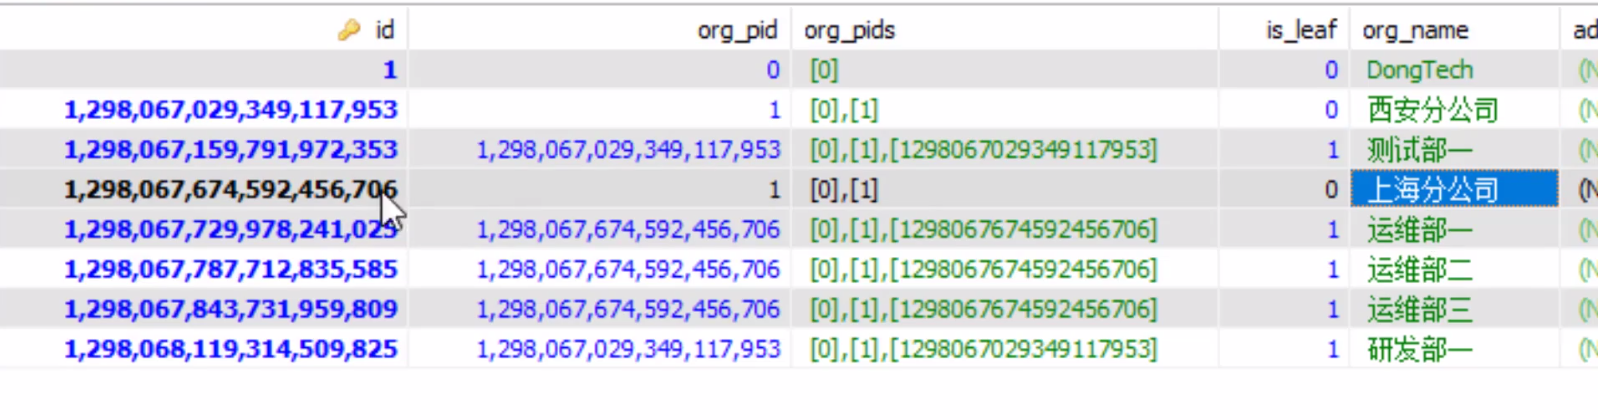 id org_pid org_pids is_leaf org_name ad
1 0 [0] 0 DongTech (N
1,298,067,029,349,117,953 1 [0],[1] 0 西安分公司 (N
1,298,067,159,791,972,353 1,298,067,029,349,117,953 [0],[1],[1298067029349117953] 1 测试部一 (N
1,298,067,674,592,456,706 1 [0],[1] 0 上海分公司 (N
1,298,067,729,978,241,025 1,298,067,674,592,456,706 [0],[1],[1298067674592456706] 1 运维部一 (N
1,298,067,787,712,835,585 1,298,067,674,592,456,706 [0],[1],[1298067674592456706] 1 运维部二 (N
1,298,067,843,731,959,809 1,298,067,674,592,456,706 [0],[1],[1298067674592456706] 1 运维部三 (N
1,298,068,119,314,509,825 1,298,067,029,349,117,953 [0],[1],[1298067029349117953] 1 研发部一 (N